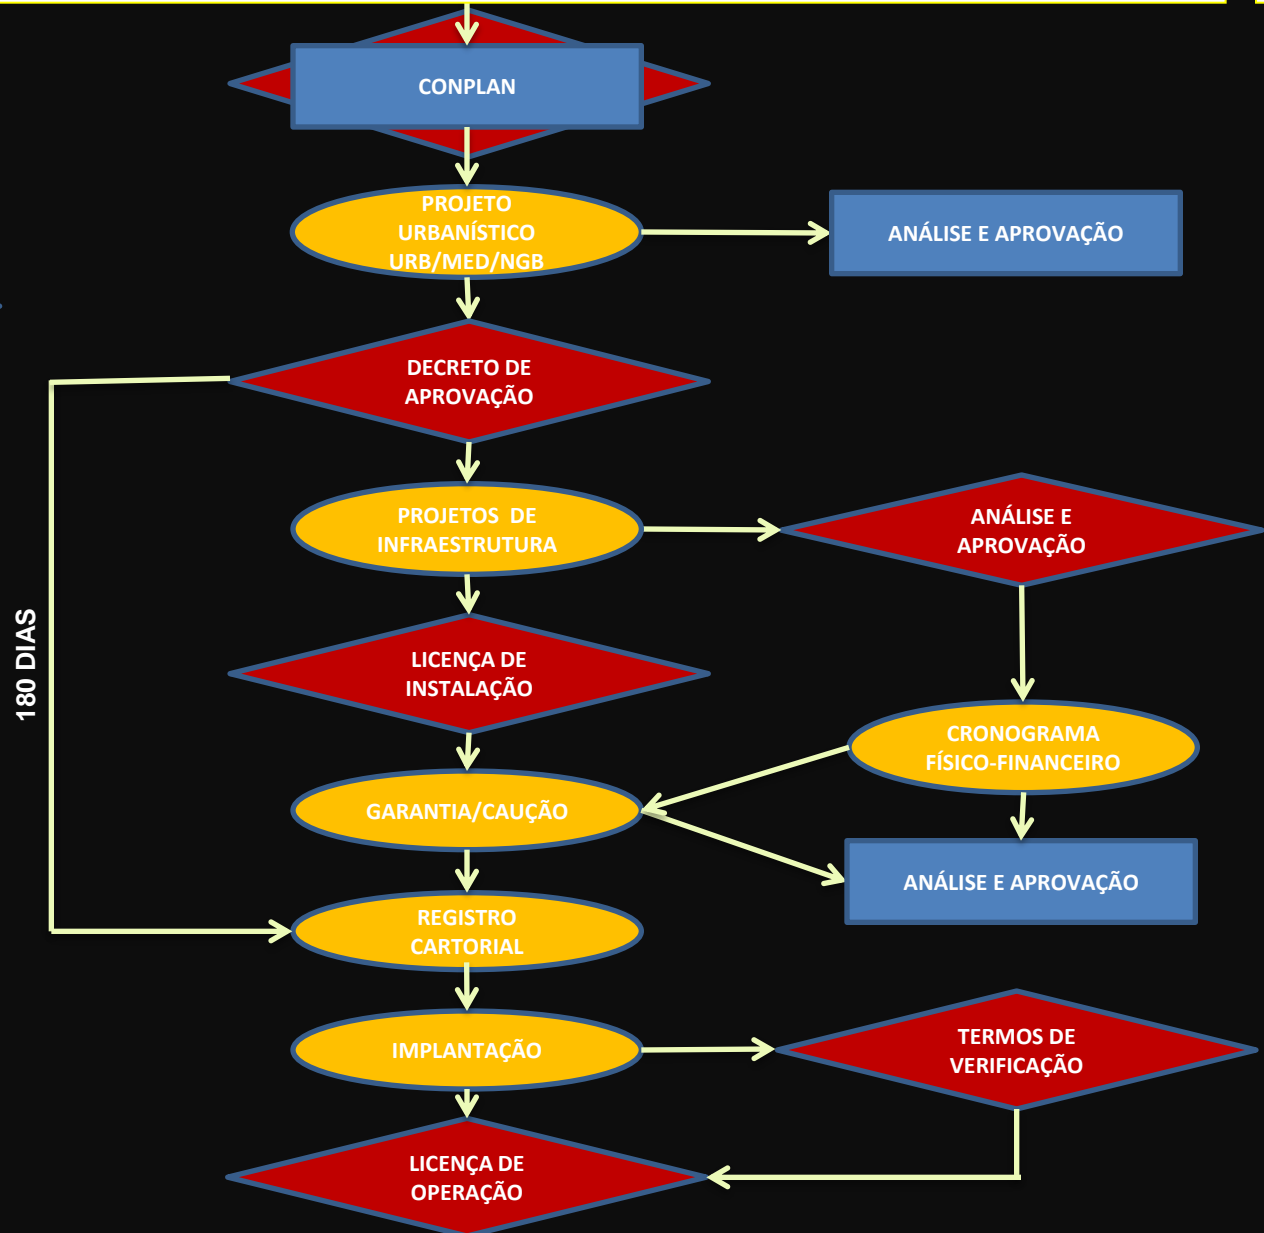 CONPLAN
PROJETO
URBANÍSTICO
URB/MED/NGB
ANÁLISE E APROVAÇÃO
DECRETO DE
APROVAÇÃO
PROJETOS DE
INFRAESTRUTURA
ANÁLISE E
APROVAÇÃO
180 DIAS
LICENÇA DE
INSTALAÇÃO
CRONOGRAMA
FÍSICO-FINANCEIRO
GARANTIA/CAUÇÃO
ANÁLISE E APROVAÇÃO
REGISTRO
CARTORIAL
IMPLANTAÇÃO
TERMOS DE
VERIFICAÇÃO
LICENÇA DE
OPERAÇÃO